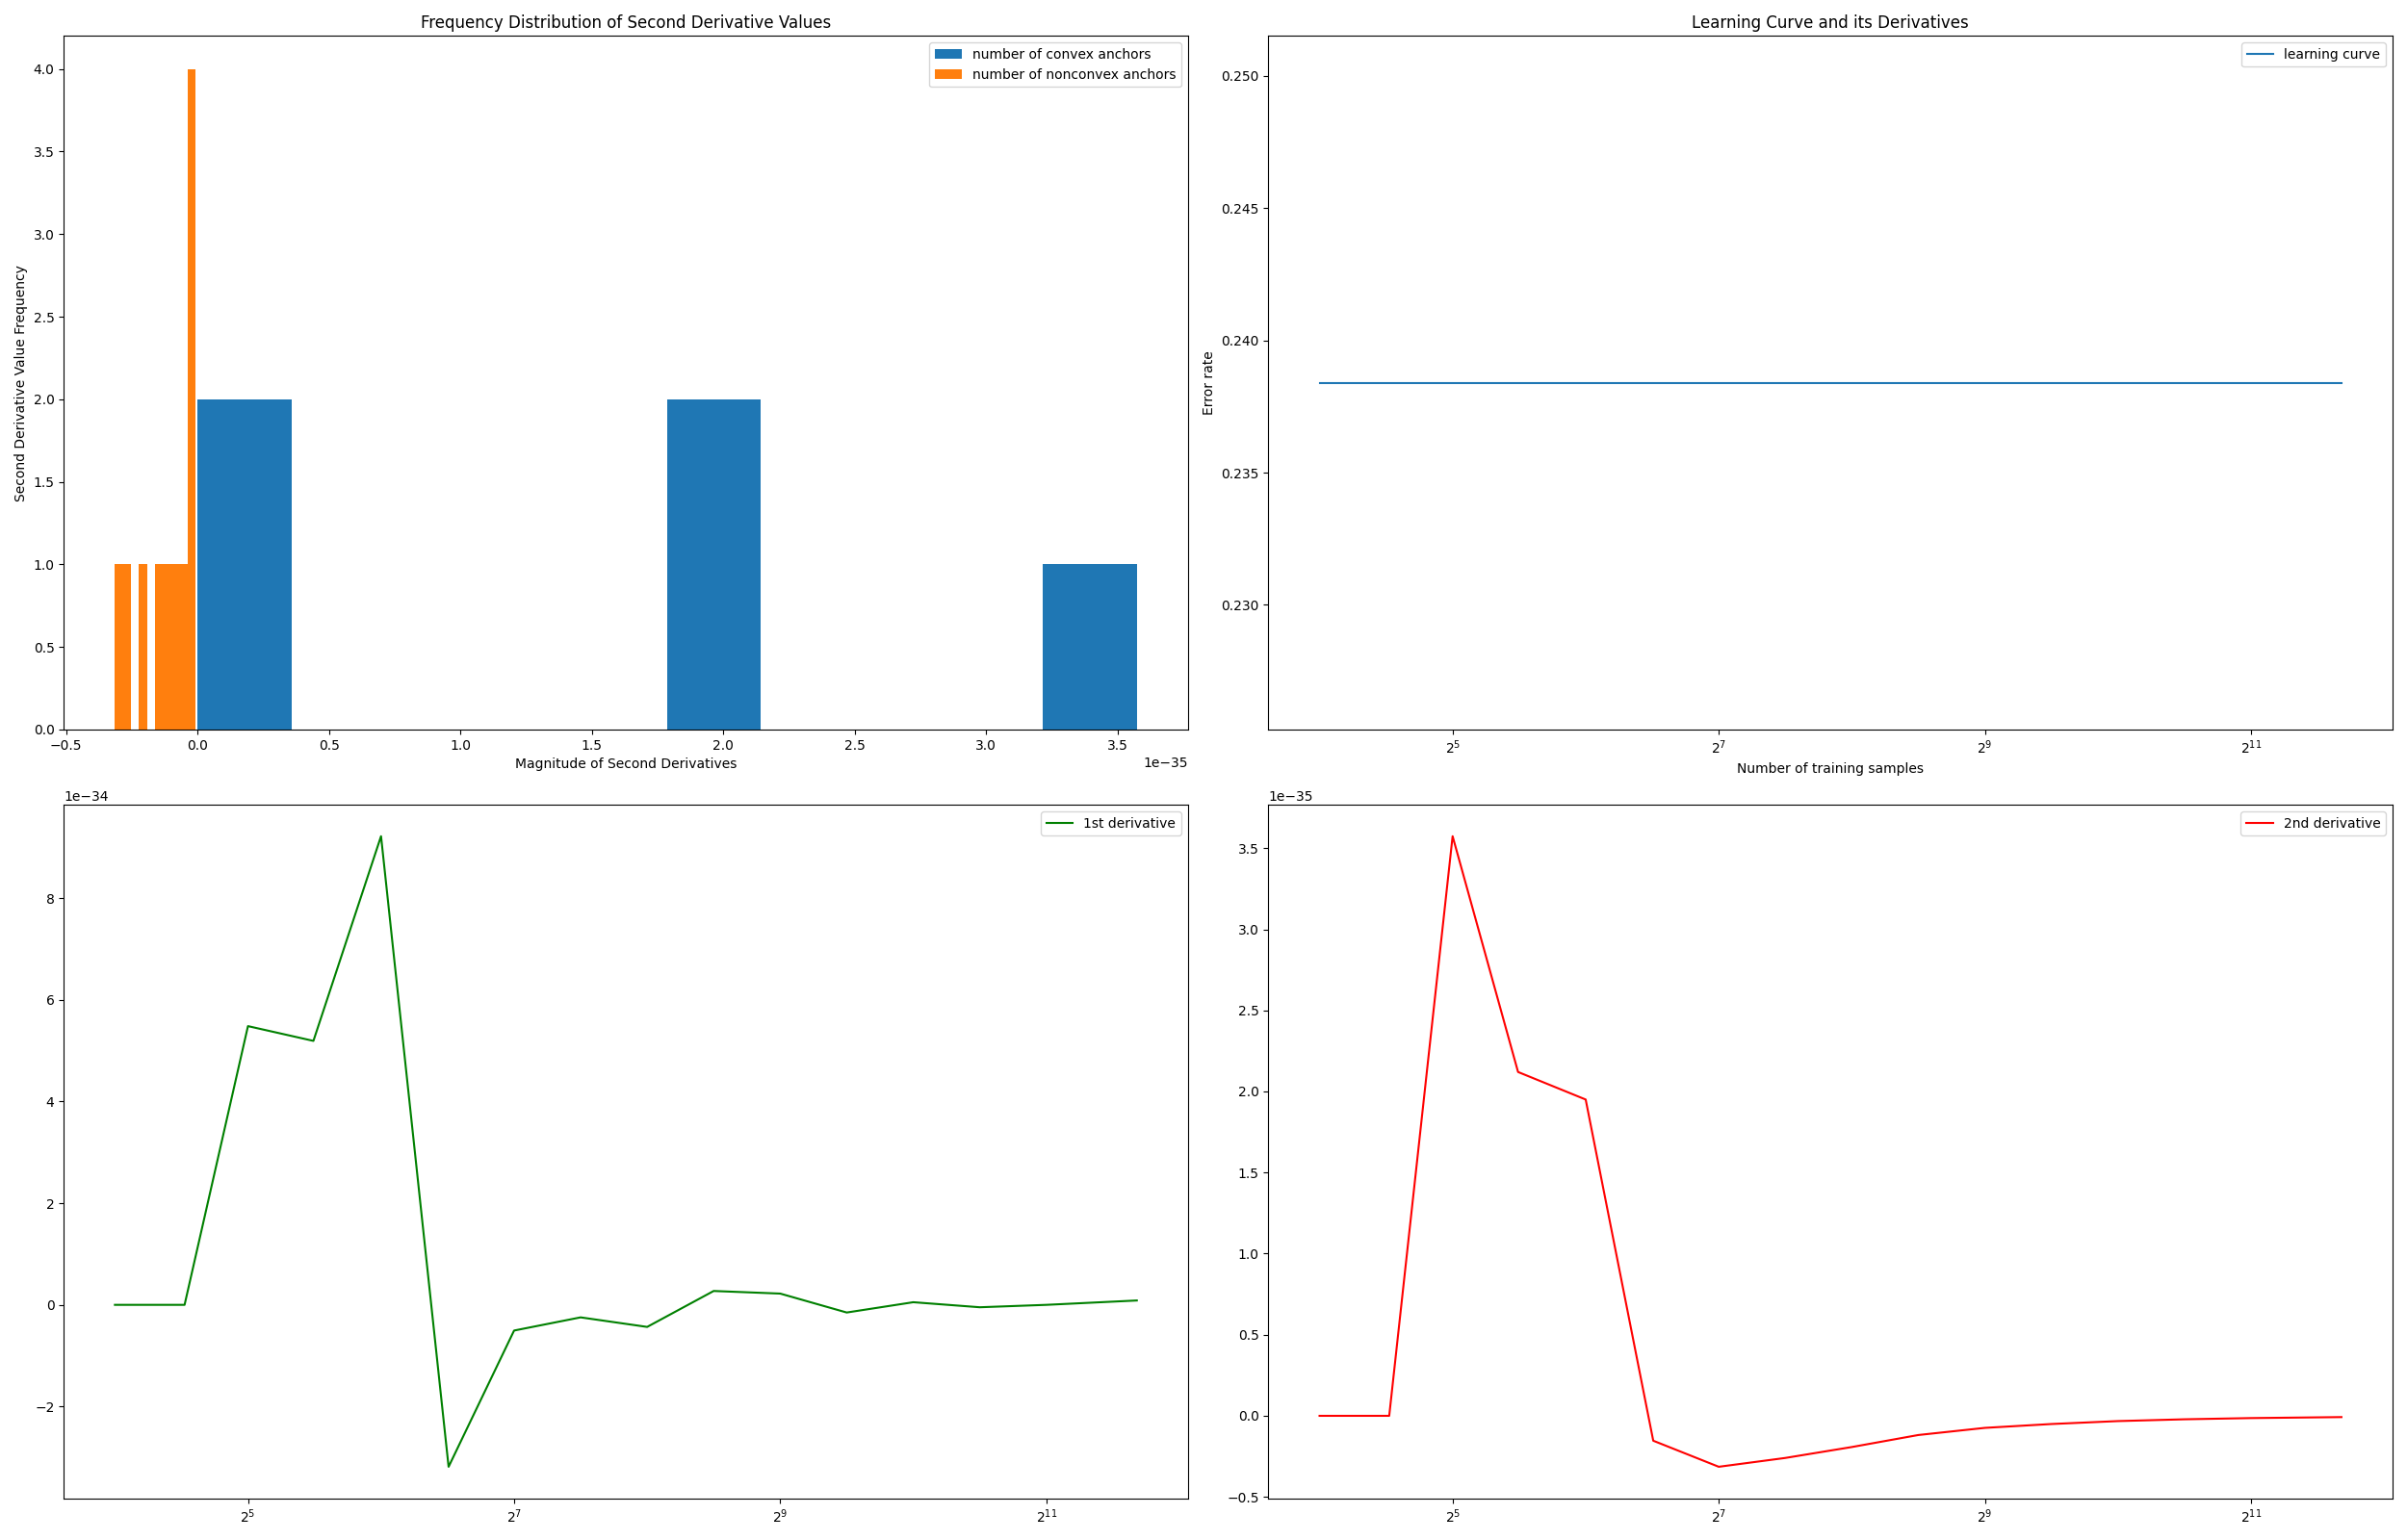 Frequency Distribution of Second Derivative Values
number of convex anchors
number of nonconvex anchors
Second Derivative Value Frequency
4.0
3.5
3.0
2.5
2.0
1.5
1.0
0.5
0.0
−0.5 0.0 0.5 1.0 1.5 2.0 2.5 3.0 3.5
1e−35
Magnitude of Second Derivatives
Learning Curve and its Derivatives
learning curve
Error rate
0.250
0.245
0.240
0.235
0.230
2^5 2^7 2^9 2^11
Number of training samples
1e−34
1st derivative
8
6
4
2
0
−2
2^5 2^7 2^9 2^11
1e−35
2nd derivative
3.5
3.0
2.5
2.0
1.5
1.0
0.5
0.0
−0.5
2^5 2^7 2^9 2^11